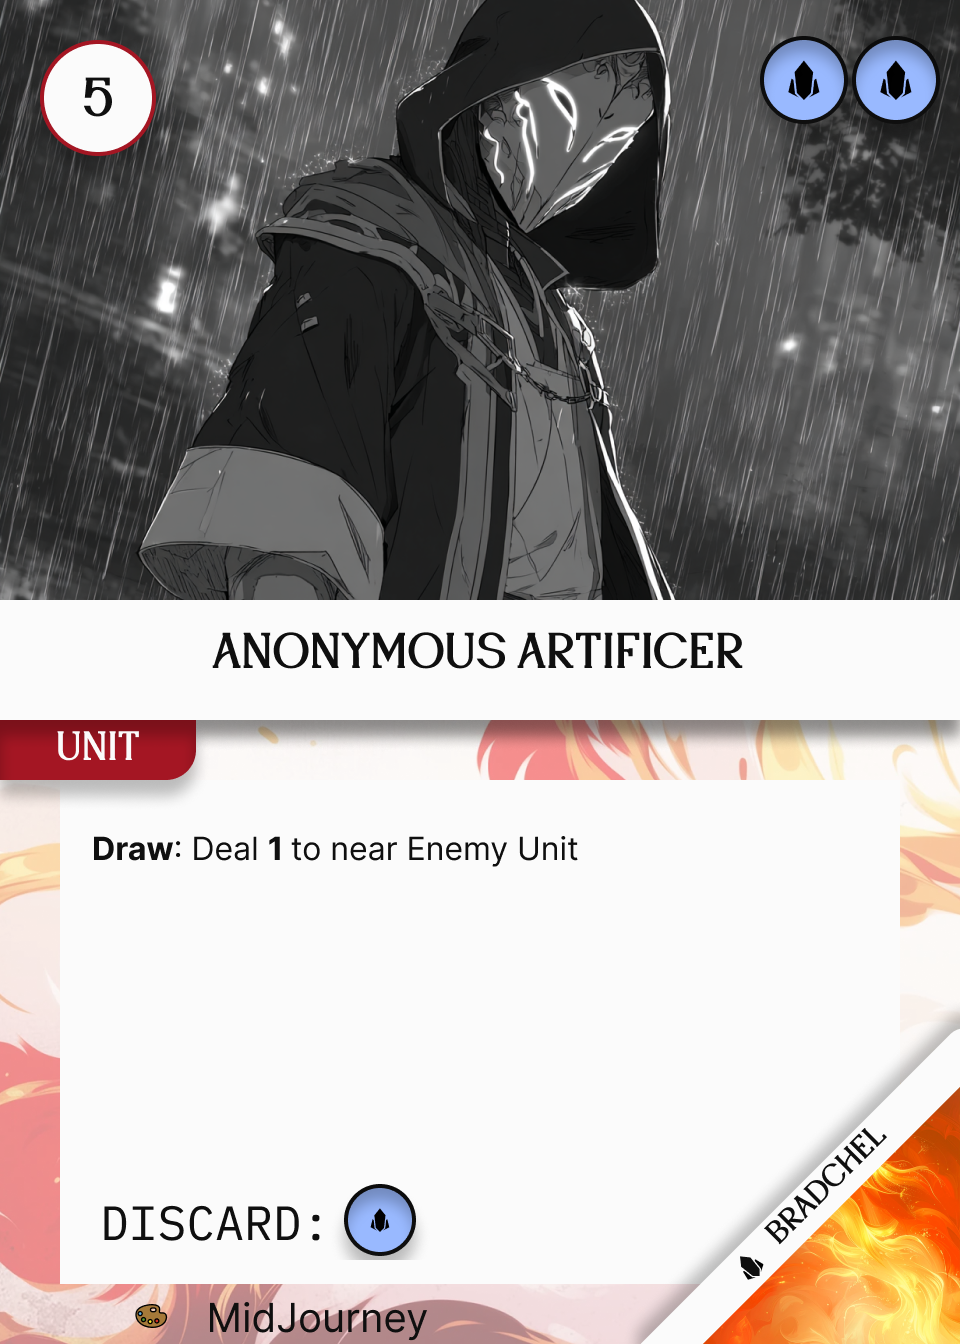 5
ANONYMOUS ARTIFICER
UNIT
Draw: Deal 1 to near Enemy Unit
DISCARD:
BRADCHEL
MidJourney